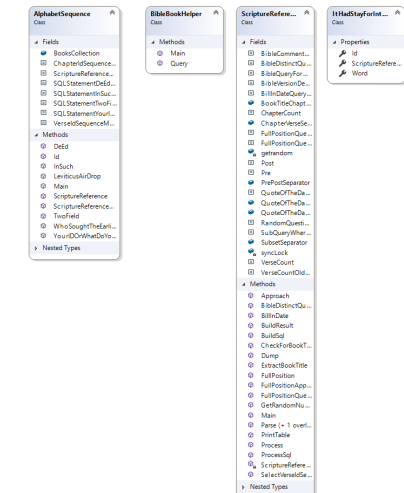 AlphabetSequence
Class
Fields
BooksCollection
ChapterIdSequence...
ScriptureReference...
SQLStatementDeEd...
SQLStatementInSuc...
SQLStatementTwoFi...
SQLStatementYourI...
VerseIdSequenceM...
Methods
DeEd
Id
InSuch
LeviticusAirDrop
Main
ScriptureReference
ScriptureReference...
TwoField
WhoSoughtTheEarli...
YourIDOrWhatDoYo...
Nested Types
BibleBookHelper
Class
Methods
Main
Query
ScriptureRefere...
Class
Fields
BibleComment...
BibleDistinctQu...
BibleQueryFor...
BibleVersionDe...
BillInDateQuery...
BookTitleChapt...
ChapterCount
ChapterVerseSe...
FullPositionQue...
FullPositionQue...
getrandom
Post
Pre
PrePostSeparator
QuoteOfTheDa...
QuoteOfTheDa...
QuoteOfTheDa...
RandomQuesti...
SubQueryWher...
SubsetSeparator
syncLock
VerseCount
VerseCountOld...
Methods
Approach
BibleDistinctQu...
BillInDate
BuildResult
BuildSql
CheckForBookT...
Dump
ExtractBookTitle
FullPosition
FullPositionApp...
FullPositionQue...
GetRandomNu...
Main
Parse (+ 1 overl...
PrintTable
Process
ProcessSql
ScriptureRefere...
SelectVerseIdSe...
Nested Types
ItHadStayForInt...
Class
Properties
Id
ScriptureRefere...
Word